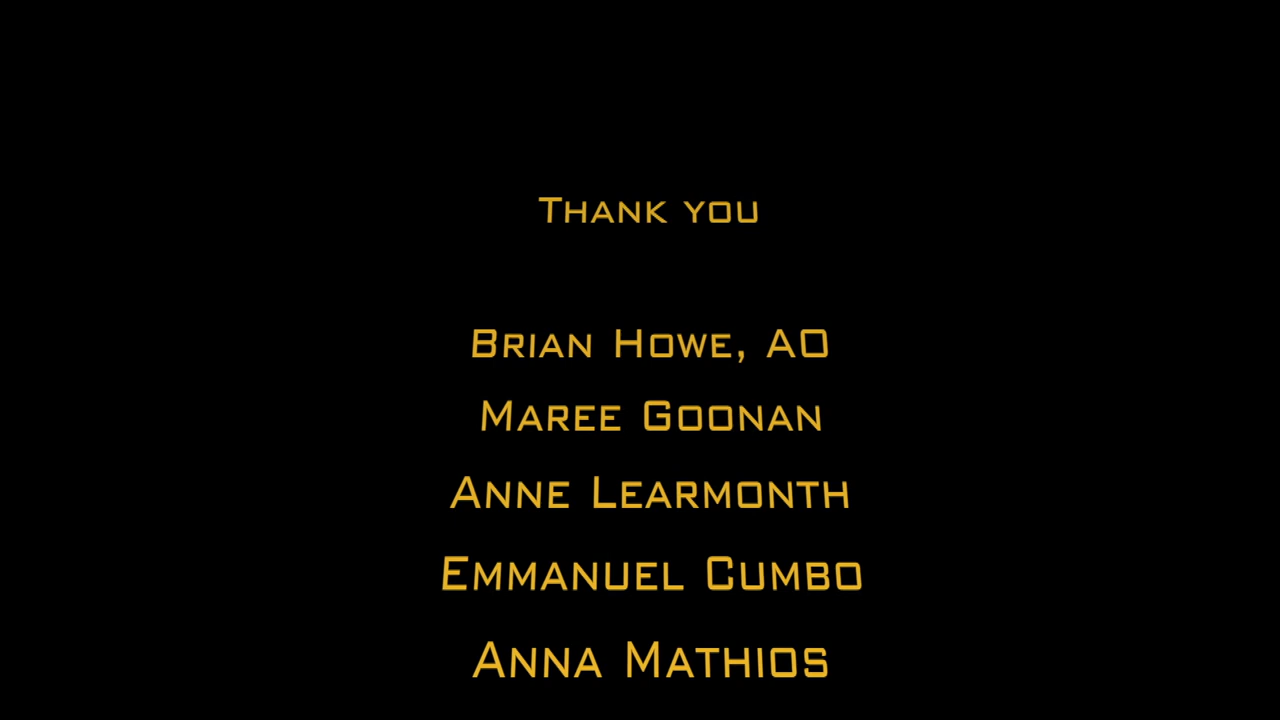 Thank you
Brian Howe, AO
Maree Goonan
Anne Learmonth
Emmanuel Cumbo
Anna Mathios